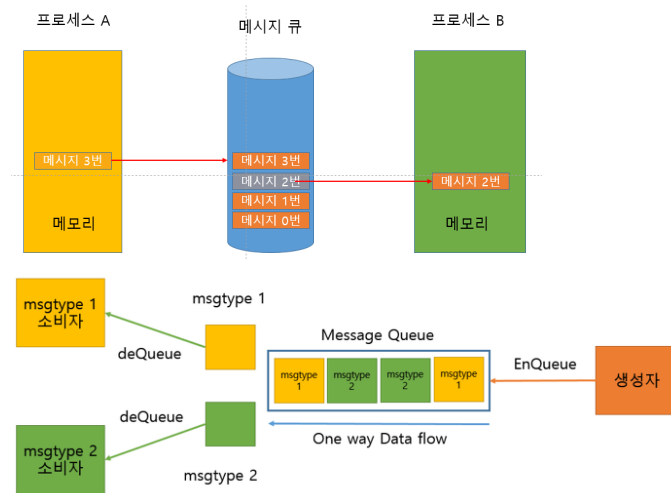 프로세스 A
메시지 큐
프로세스 B
메시지 3번
메시지 3번
메시지 2번
메시지 1번
메시지 0번
메시지 2번
메모리
메모리
msgtype 1
소비자
msgtype 1
deQueue
Message Queue
msgtype
1
msgtype
2
msgtype
2
msgtype
1
EnQueue
생성자
deQueue
One way Data flow
msgtype 2
소비자
msgtype 2